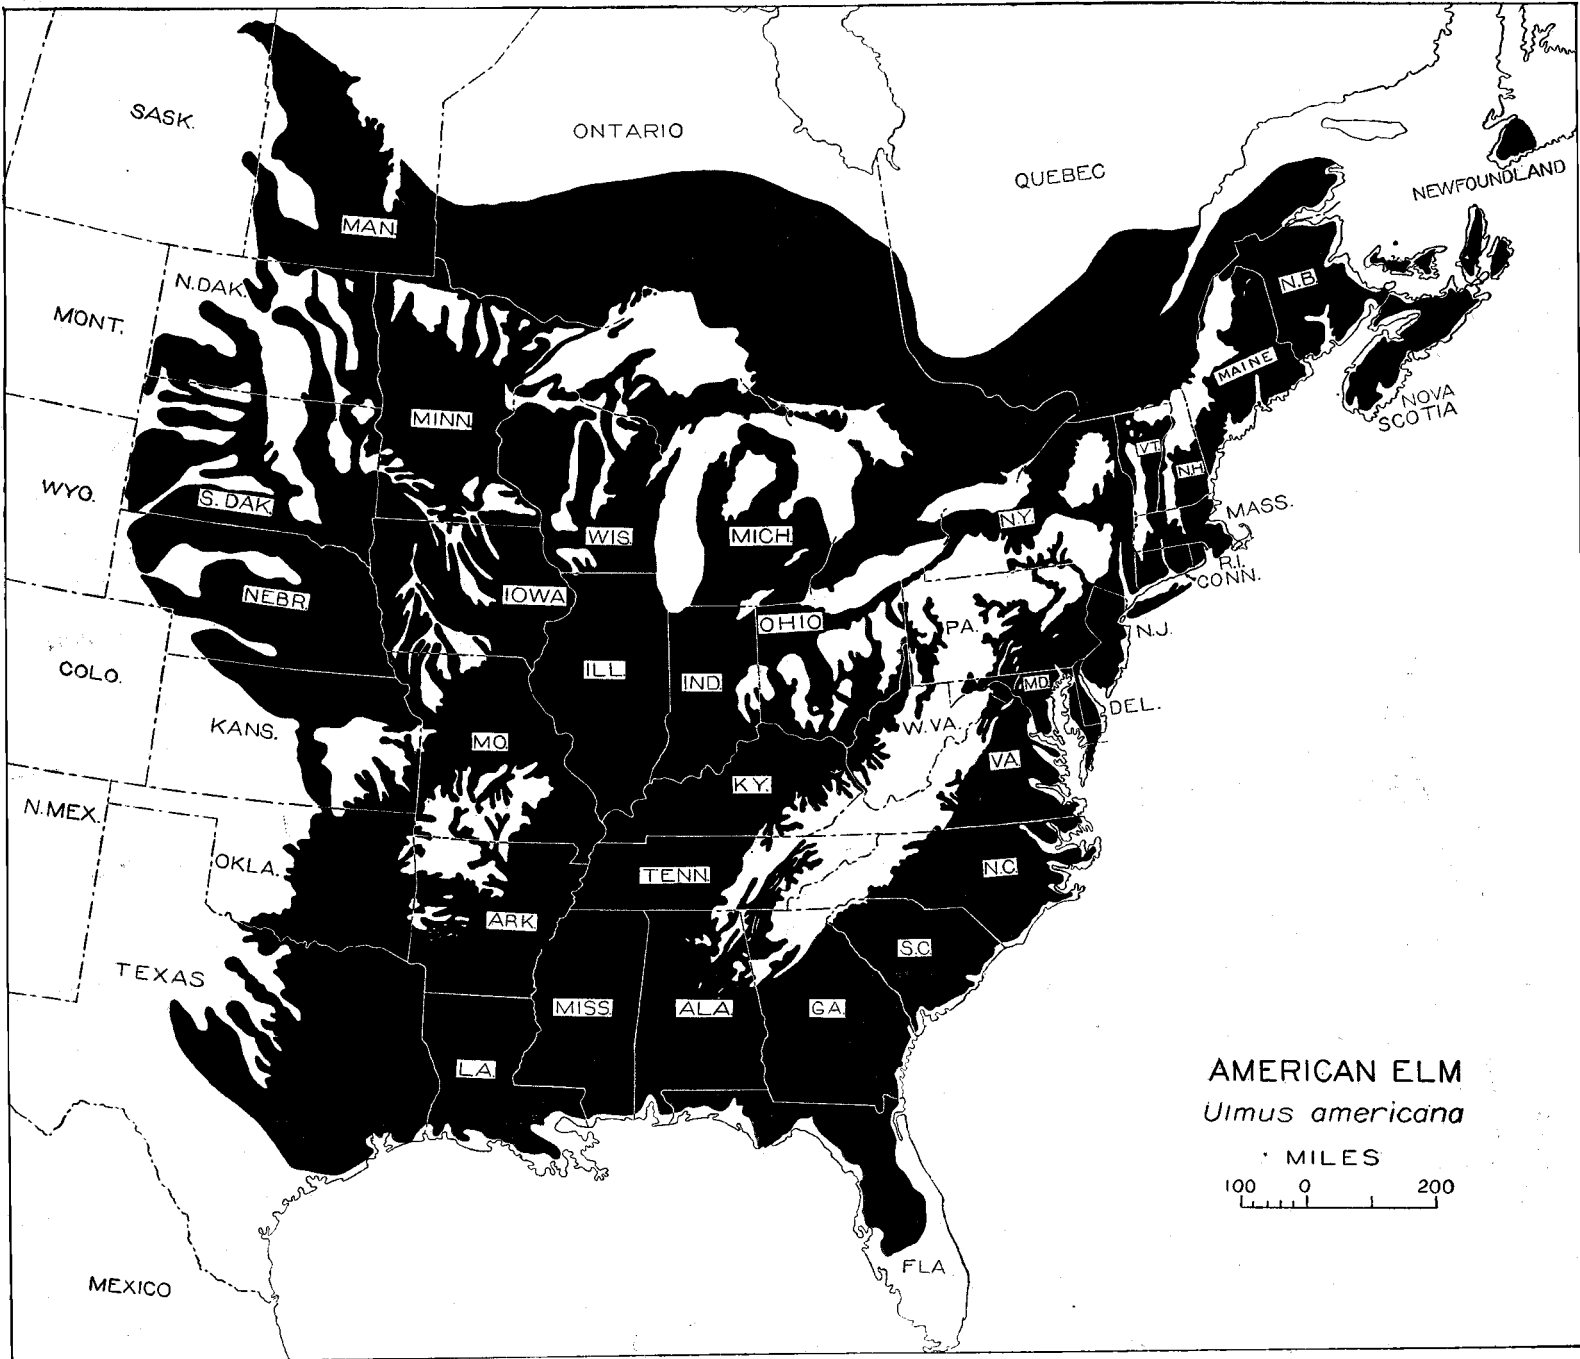 SASK.
ONTARIO
QUEBEC
NEWFOUNDLAND
MAN.
N.DAK.
N.B.
MONT.
MAINE
NOVA
SCOTIA
MINN.
VT.
N.H.
WYO.
S. DAK.
MASS.
WIS.
MICH.
N.Y.
R.I.
CONN.
NEBR.
IOWA
OHIO
PA.
N.J.
COLO.
ILL.
IND.
MD.
DEL.
KANS.
W.VA.
MO.
VA.
KY.
N.MEX.
OKLA.
TENN.
N.C.
ARK.
S.C.
TEXAS
MISS.
ALA.
GA.
LA.
AMERICAN ELM
Ulmus americana
MILES
100 0 200
FLA
MEXICO